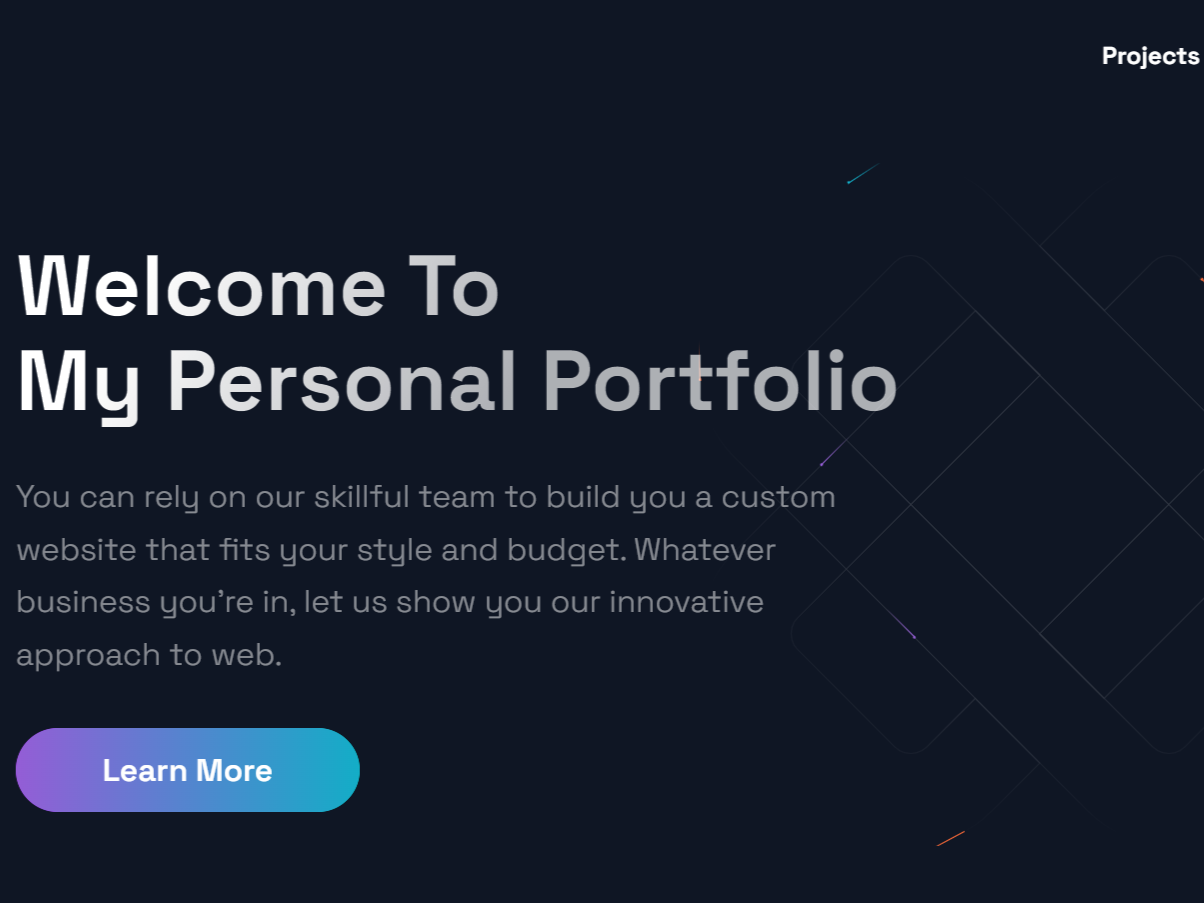 Projects
Welcome To
My Personal Portfolio
You can rely on our skillful team to build you a custom
website that fits your style and budget. Whatever
business you’re in, let us show you our innovative
approach to web.
Learn More